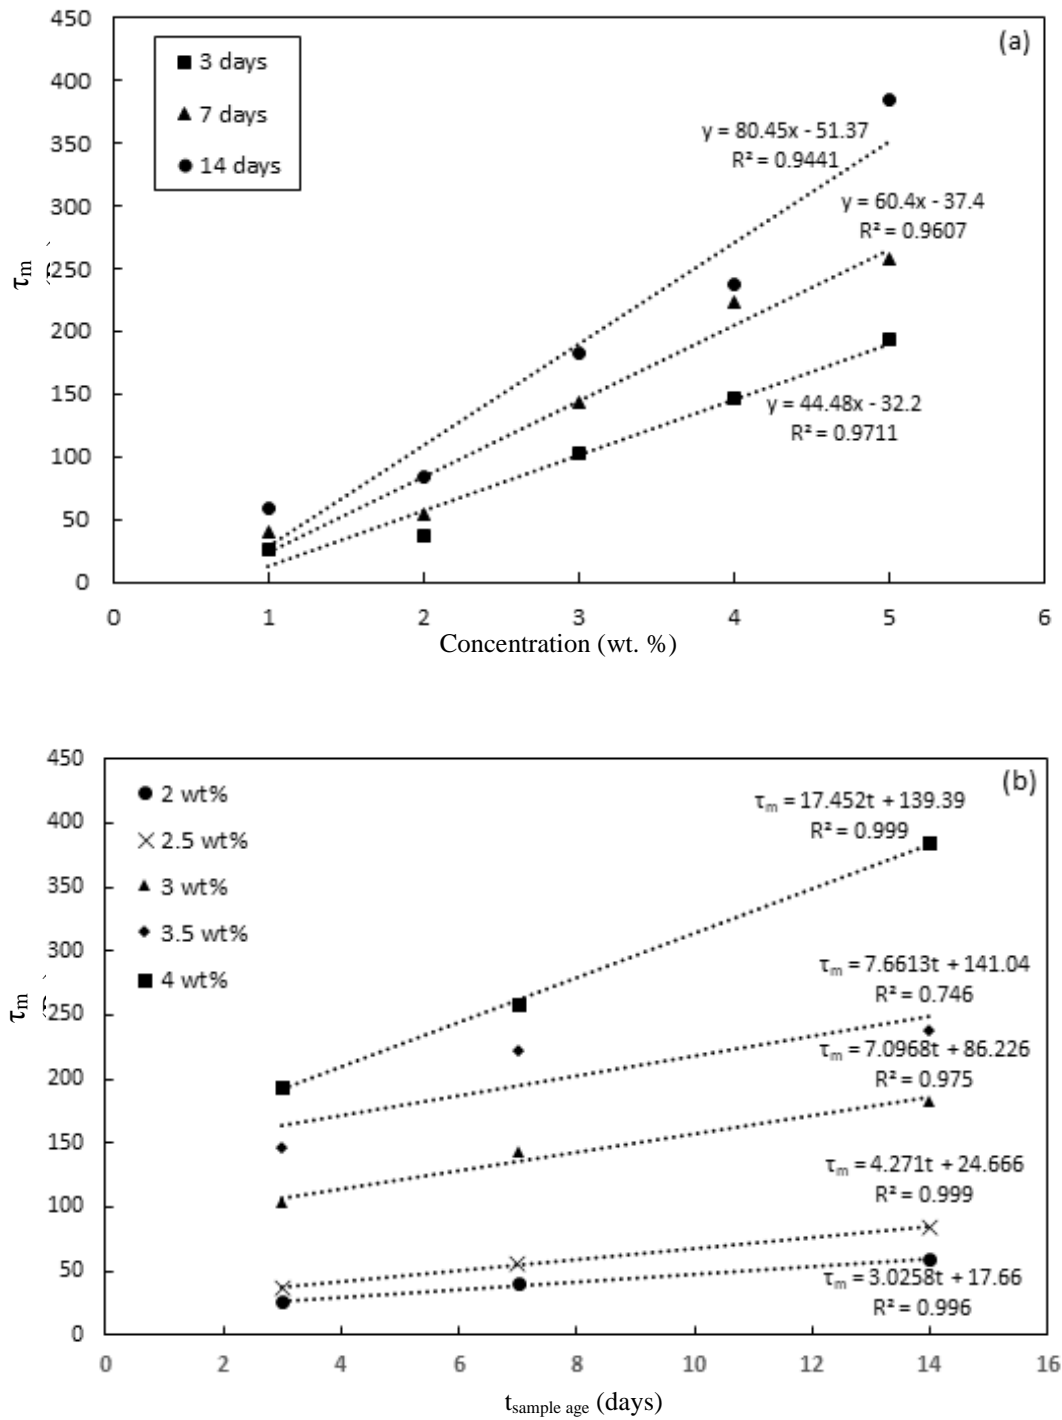 450
400
350
300
250
200
150
100
50
0
(a)
3 days
7 days
14 days
y = 80.45x - 51.37
R² = 0.9441
y = 60.4x - 37.4
R² = 0.9607
y = 44.48x - 32.2
R² = 0.9711
τm
0 1 2 3 4 5 6
Concentration (wt. %)
450
400
350
300
250
200
150
100
50
0
(b)
2 wt%
2.5 wt%
3 wt%
3.5 wt%
4 wt%
τm = 17.452t + 139.39
R² = 0.999
τm = 7.6613t + 141.04
R² = 0.746
τm = 7.0968t + 86.226
R² = 0.975
τm = 4.271t + 24.666
R² = 0.999
τm = 3.0258t + 17.66
R² = 0.996
τm
0 2 4 6 8 10 12 14 16
tsample age (days)